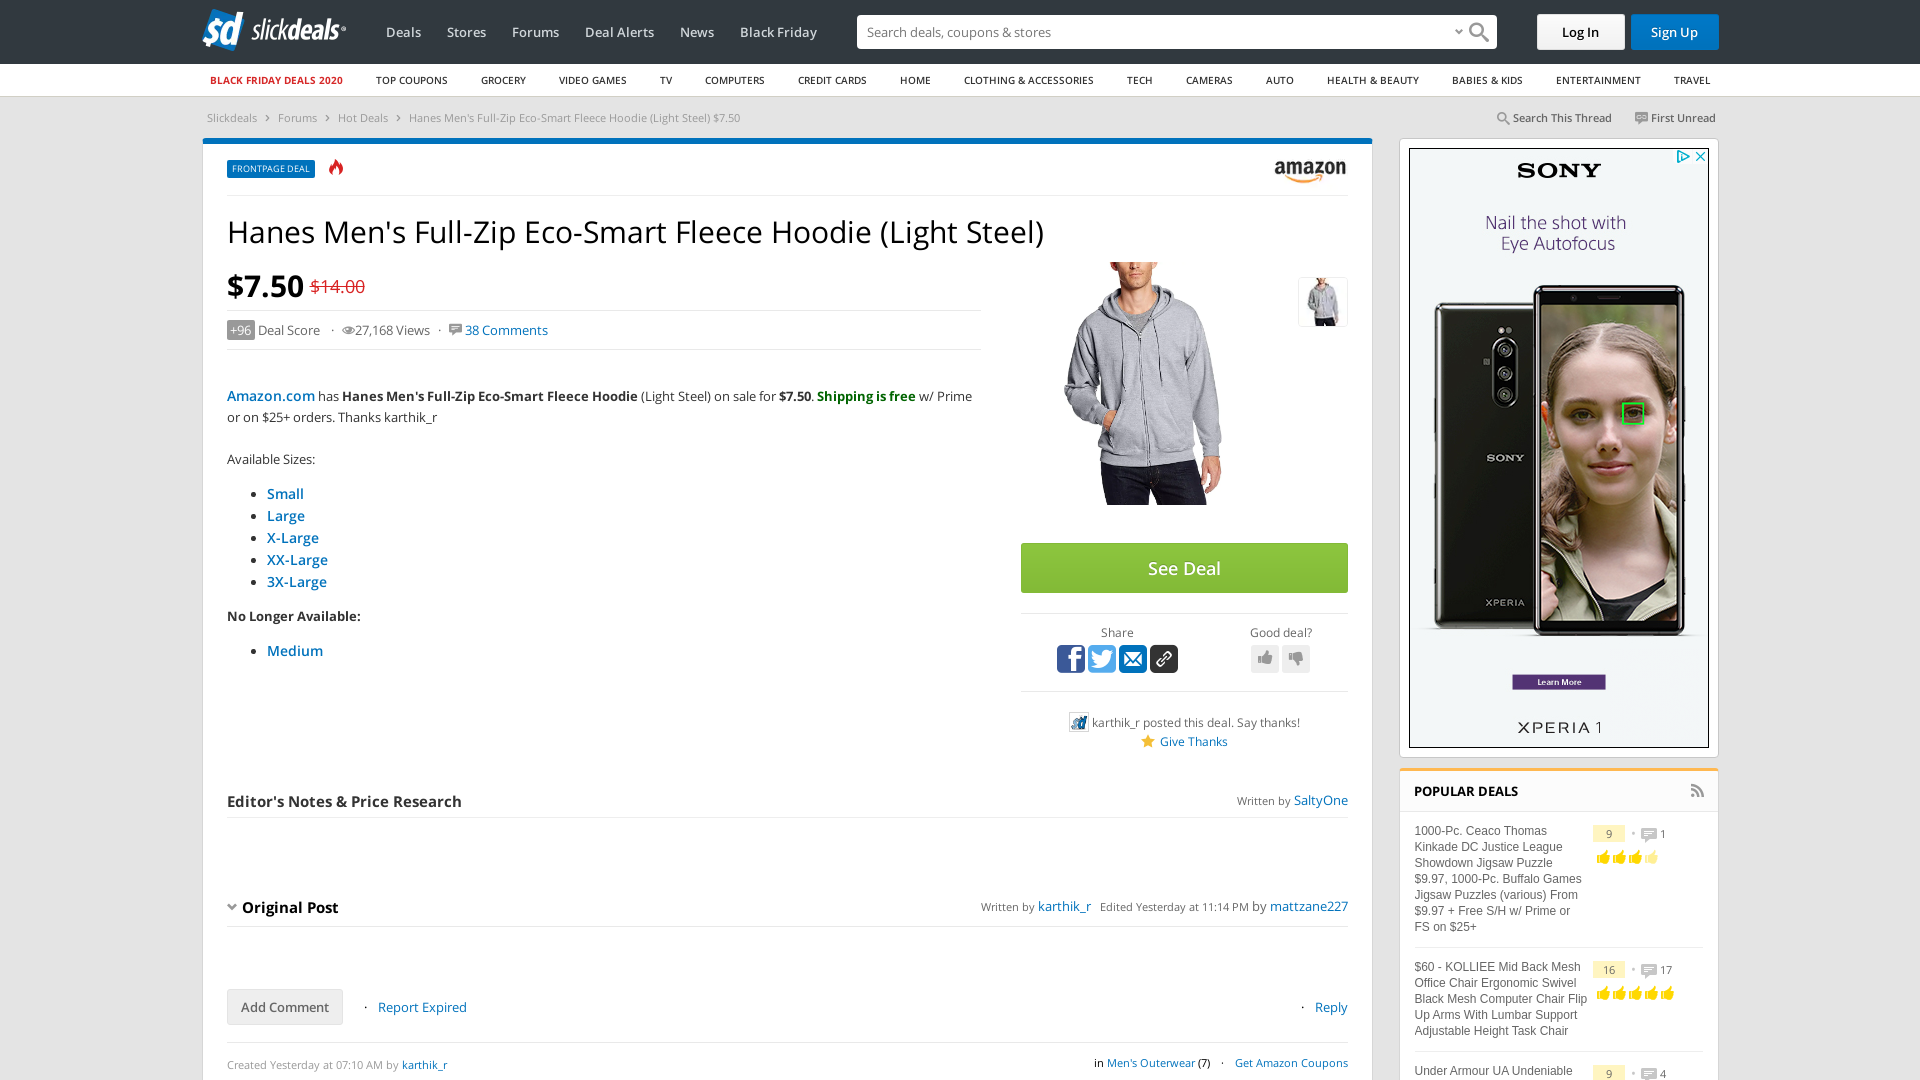 slickdeals
Deals Stores Forums Deal Alerts News Black Friday
Search deals, coupons & stores
Log In Sign Up
BLACK FRIDAY DEALS 2020 TOP COUPONS GROCERY VIDEO GAMES TV COMPUTERS CREDIT CARDS HOME CLOTHING & ACCESSORIES TECH CAMERAS AUTO HEALTH & BEAUTY BABIES & KIDS ENTERTAINMENT TRAVEL
Slickdeals › Forums › Hot Deals › Hanes Men's Full-Zip Eco-Smart Fleece Hoodie (Light Steel) $7.50
Search This Thread First Unread
FRONTPAGE DEAL
amazon
Hanes Men's Full-Zip Eco-Smart Fleece Hoodie (Light Steel)
$7.50 $14.00
+96 Deal Score · 27,168 Views · 38 Comments
Amazon.com has Hanes Men's Full-Zip Eco-Smart Fleece Hoodie (Light Steel) on sale for $7.50. Shipping is free w/ Prime
or on $25+ orders. Thanks karthik_r
Available Sizes:
• Small
• Large
• X-Large
• XX-Large
• 3X-Large
No Longer Available:
• Medium
See Deal
Share Good deal?
karthik_r posted this deal. Say thanks!
Give Thanks
Editor's Notes & Price Research
Written by SaltyOne
Original Post
Written by karthik_r Edited Yesterday at 11:14 PM by mattzane227
Add Comment · Report Expired
· Reply
Created Yesterday at 07:10 AM by karthik_r
in Men's Outerwear (7) · Get Amazon Coupons
SONY
Nail the shot with
Eye Autofocus
SONY
XPERIA
Learn More
XPERIA 1
POPULAR DEALS
1000-Pc. Ceaco Thomas
Kinkade DC Justice League
Showdown Jigsaw Puzzle
$9.97, 1000-Pc. Buffalo Games
Jigsaw Puzzles (various) From
$9.97 + Free S/H w/ Prime or
FS on $25+
9 • 1
$60 - KOLLIEE Mid Back Mesh
Office Chair Ergonomic Swivel
Black Mesh Computer Chair Flip
Up Arms With Lumbar Support
Adjustable Height Task Chair
16 • 17
Under Armour UA Undeniable
9 • 4